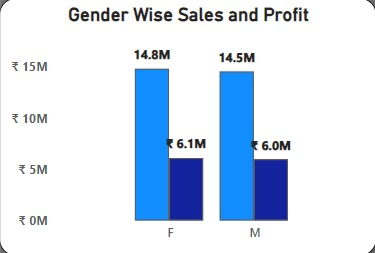 Gender Wise Sales and Profit
14.8M
14.5M
₹ 15M
₹ 10M
₹ 6.1M
₹ 6.0M
₹ 5M
₹ 0M
F
M